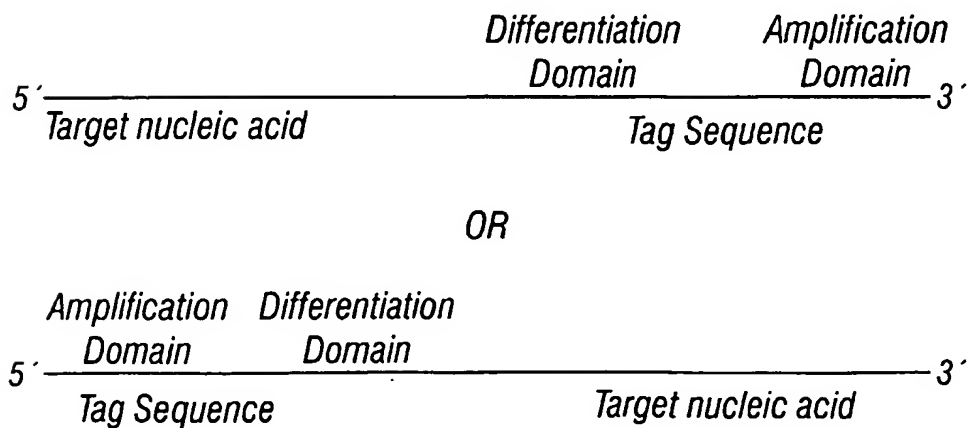 Differentiation Amplification
Domain Domain
5´ 3´
Target nucleic acid Tag Sequence
OR
Amplification Differentiation
Domain Domain
5´ 3´
Tag Sequence Target nucleic acid